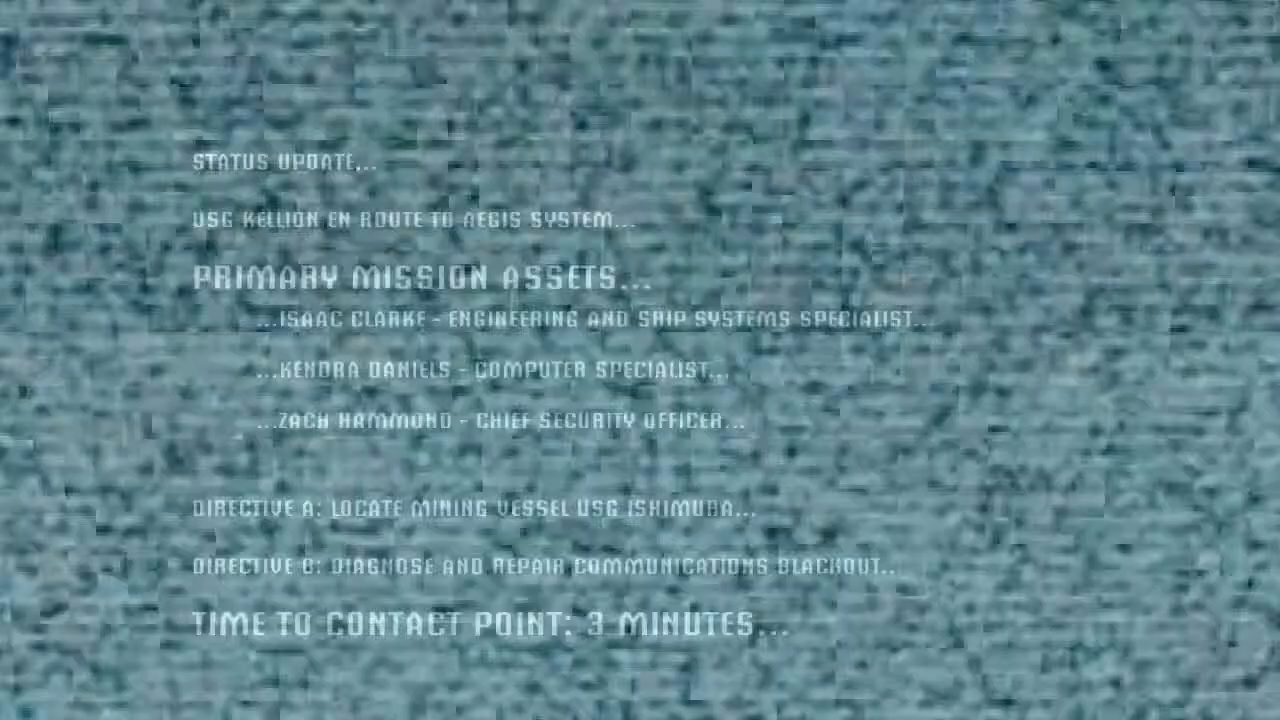 STATUS UPDATE...
USG KELLION EN ROUTE TO AEGIS SYSTEM...
PRIMARY MISSION ASSETS...
...ISAAC CLARKE - ENGINEERING AND SHIP SYSTEMS SPECIALIST...
...KENDRA DANIELS - COMPUTER SPECIALIST...
...ZACH HAMMOND - CHIEF SECURITY OFFICER...
DIRECTIVE A: LOCATE MINING VESSEL USG ISHIMURA...
DIRECTIVE B: DIAGNOSE AND REPAIR COMMUNICATIONS BLACKOUT...
TIME TO CONTACT POINT: 3 MINUTES...